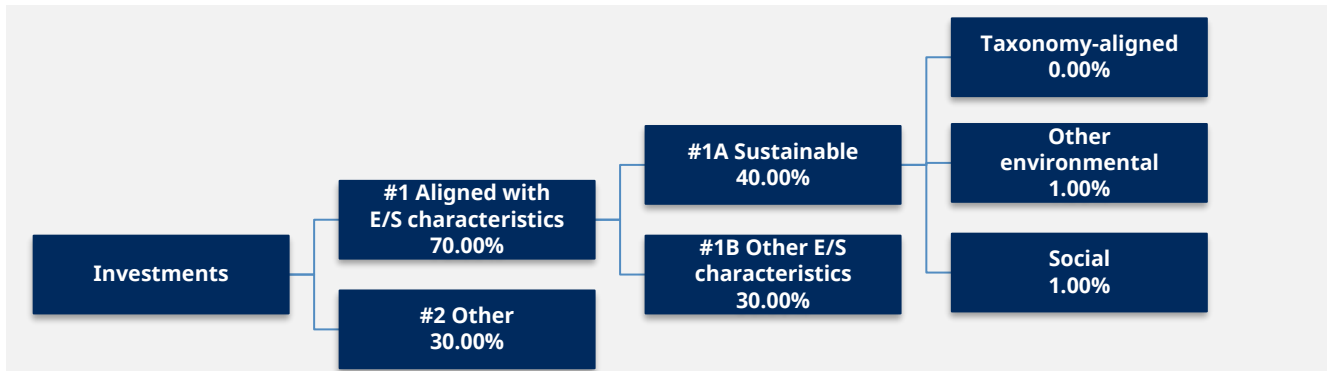 Investments
#1 Aligned with
E/S characteristics
70.00%
#2 Other
30.00%
#1A Sustainable
40.00%
#1B Other E/S
characteristics
30.00%
Taxonomy-aligned
0.00%
Other
environmental
1.00%
Social
1.00%